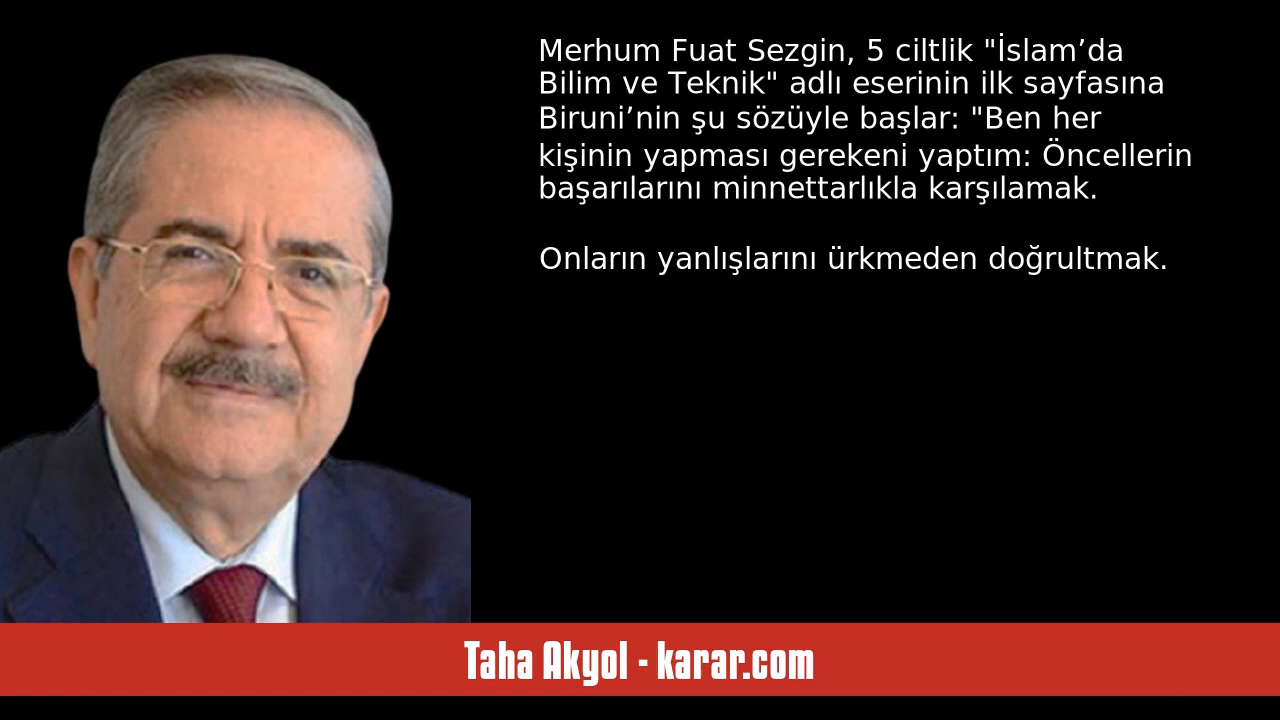 Merhum Fuat Sezgin, 5 ciltlik "İslam’da
Bilim ve Teknik" adlı eserinin ilk sayfasına
Biruni’nin şu sözüyle başlar: "Ben her
kişinin yapması gerekeni yaptım: Öncellerin
başarılarını minnettarlıkla karşılamak.
Onların yanlışlarını ürkmeden doğrultmak.
Taha Akyol - karar.com